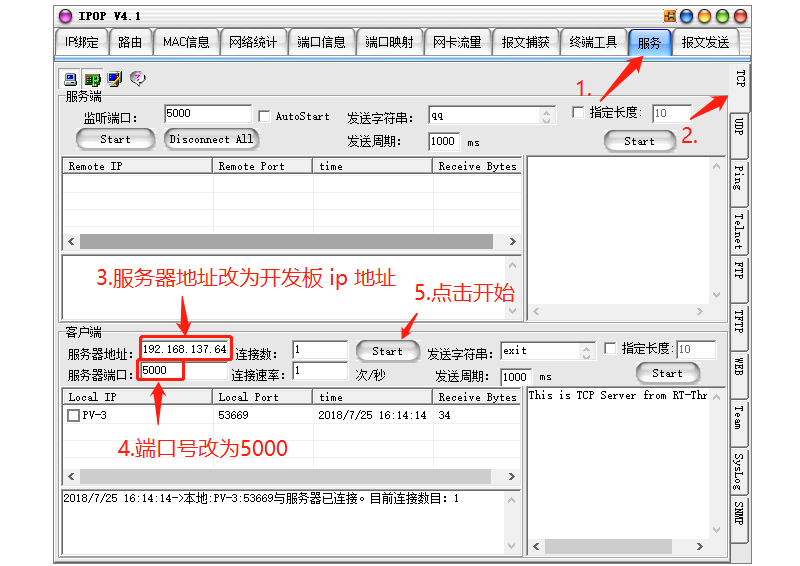 IPOP V4.1
IP绑定 路由 MAC信息 网络统计 端口信息 端口映射 网卡流量 报文捕获 终端工具 服务 报文发送
1.
2.
服务端
监听端口: 5000 AutoStart 发送字符串: qq 指定长度: 10
Start Disconnect All 发送周期: 1000 ms Start
Remote IP Remote Port time Receive Bytes
3.服务器地址改为开发板 ip 地址
5.点击开始
客户端
服务器地址: 192.168.137.64 连接数: 1 Start 发送字符串: exit 指定长度: 10
服务器端口: 5000 连接速率: 1 次/秒 发送周期: 1000 ms Start
Local IP Local Port time Receive Bytes
PV-3 53669 2018/7/25 16:14:14 34
This is TCP Server from RT-Thr
4.端口号改为5000
2018/7/25 16:14:14->本地:PV-3:53669与服务器已连接。目前连接数目: 1
TCP
UDP
Ping
Telnet
FTP
TFTP
WEB
Team
SysLog
SNMP